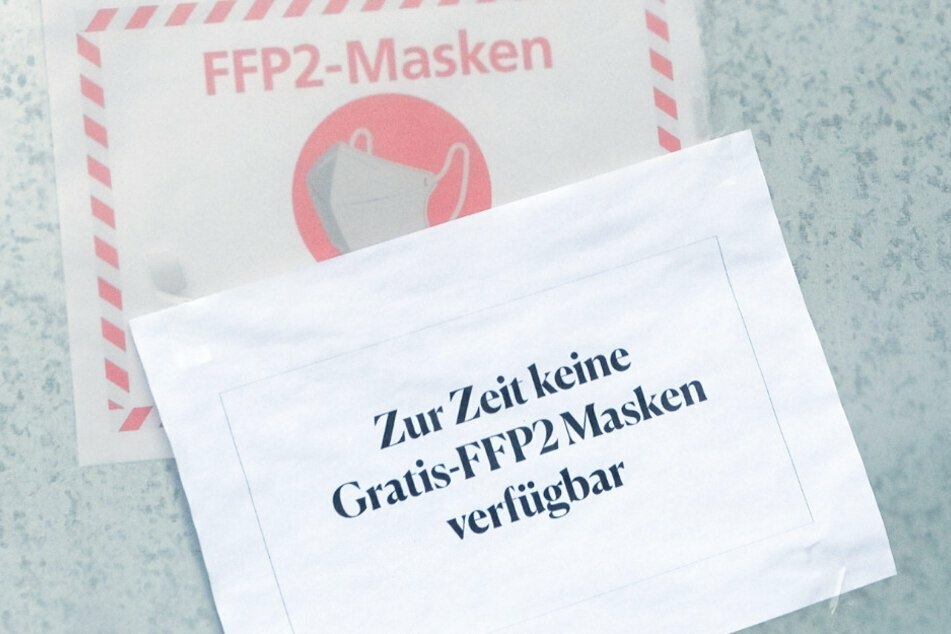 FFP2-Masken
Zur Zeit keine
Gratis-FFP2 Masken
verfügbar